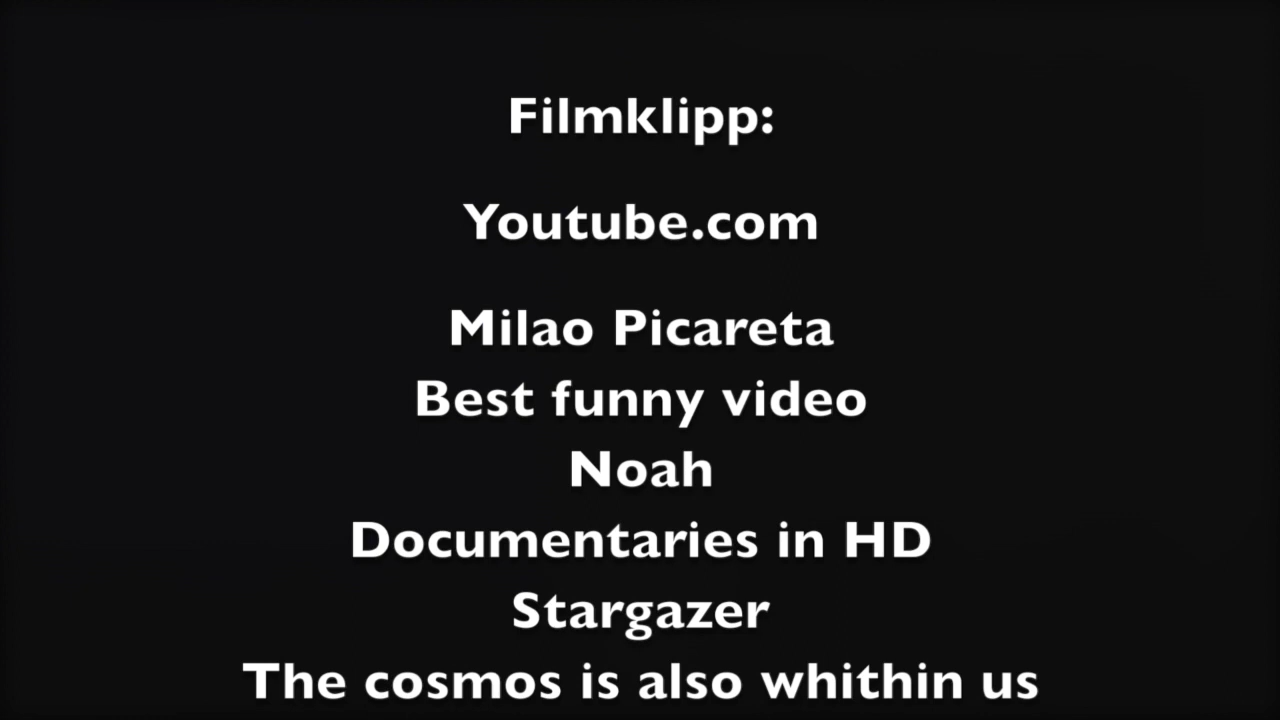 Filmklipp:
Youtube.com
Milao Picareta
Best funny video
Noah
Documentaries in HD
Stargazer
The cosmos is also whithin us